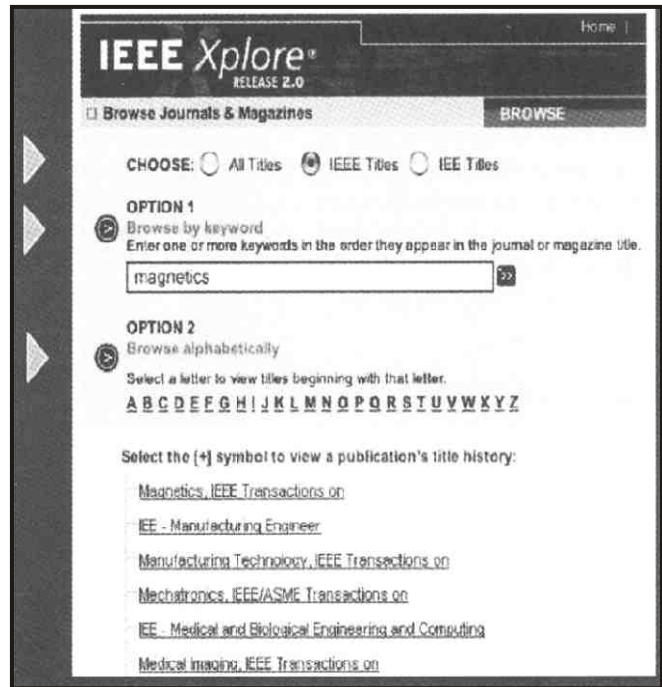 Home |
IEEE Xplore®
RELEASE 2.0
Browse Journals & Magazines
BROWSE
CHOOSE: All Titles IEEE Titles IEE Titles
OPTION 1
Browse by keyword
Enter one or more keywords in the order they appear in the journal or magazine title.
magnetics >>
OPTION 2
Browse alphabetically
Select a letter to view titles beginning with that letter.
A B C D E F G H I J K L M N O P Q R S T U V W X Y Z
Select the [+] symbol to view a publication's title history:
Magnetics, IEEE Transactions on
IEE - Manufacturing Engineer
Manufacturing Technology, IEEE Transactions on
Mechatronics, IEEE/ASME Transactions on
IEE - Medical and Biological Engineering and Computing
Medical Imaging, IEEE Transactions on